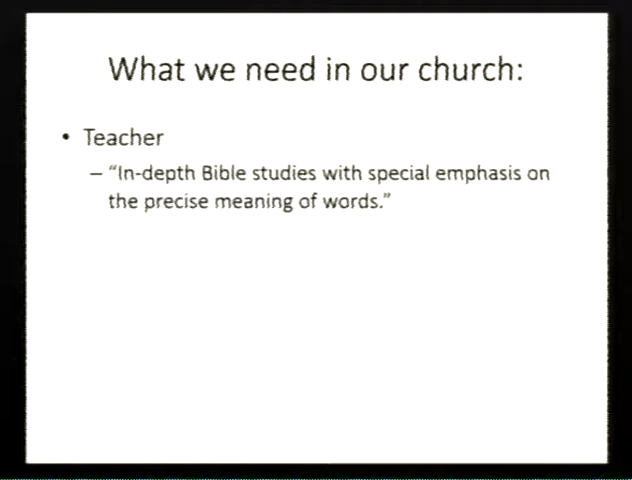 What we need in our church:
• Teacher
– “In-depth Bible studies with special emphasis on
the precise meaning of words.”